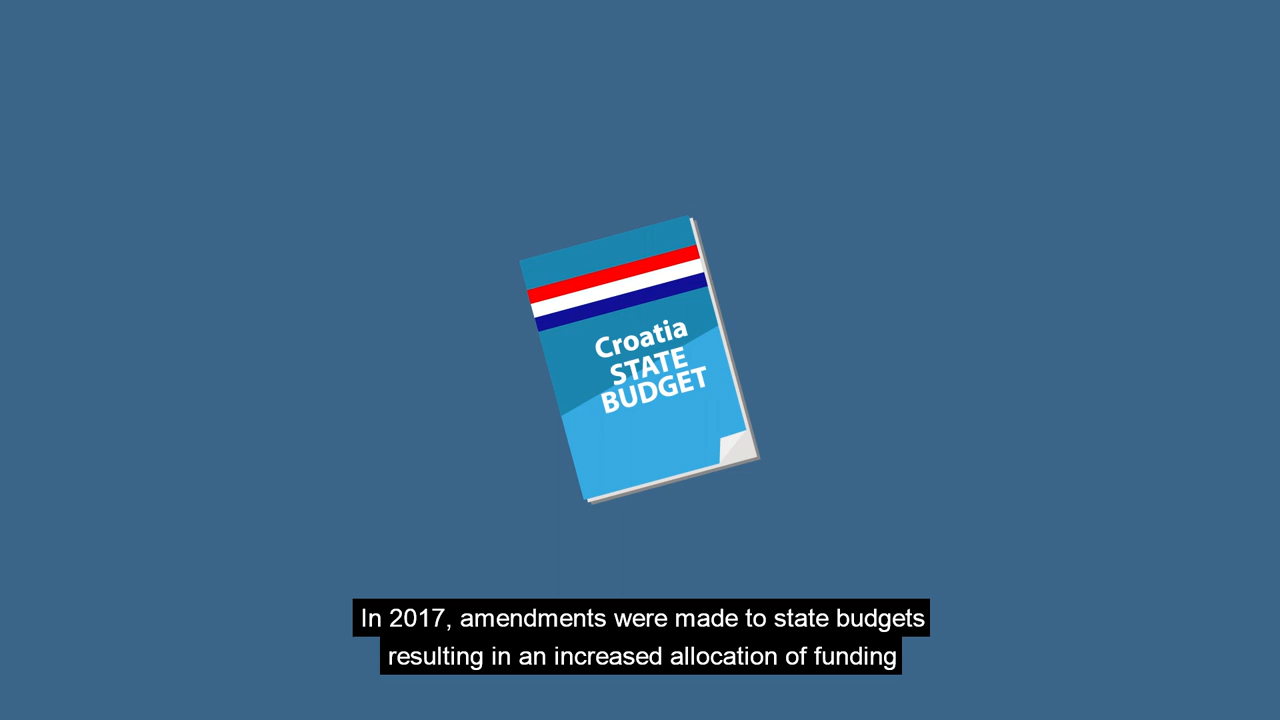 Croatia
STATE
BUDGET
In 2017, amendments were made to state budgets
resulting in an increased allocation of funding